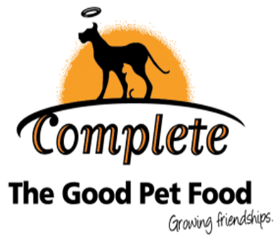 Complete
The Good Pet Food
Growing friendships.